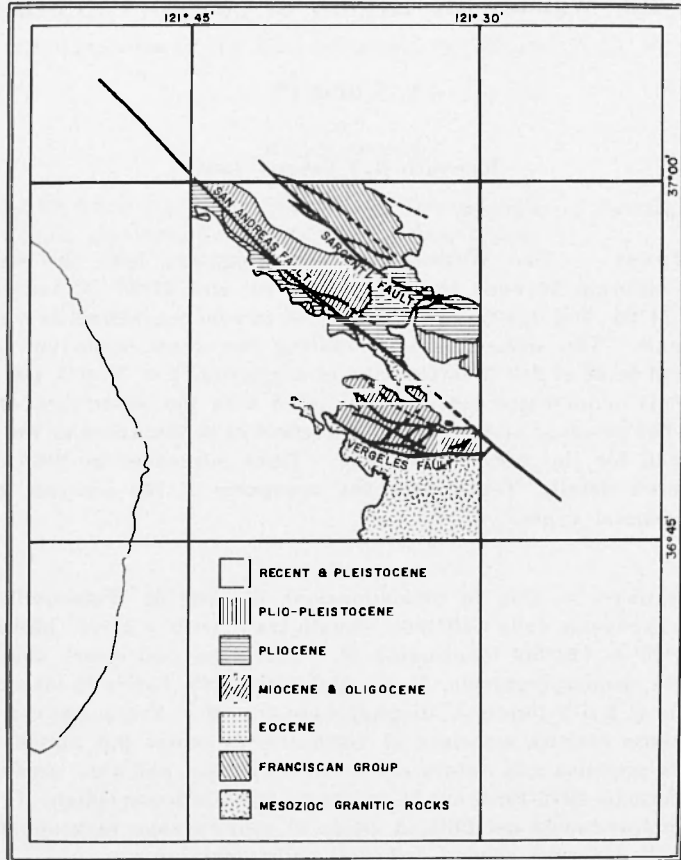 121° 45'
121° 30'
37° 00'
SAN ANDREAS FAULT
SARGENT FAULT
VERGELES FAULT
36° 45'
RECENT & PLEISTOCENE
PLIO-PLEISTOCENE
PLIOCENE
MIOCENE & OLIGOCENE
EOCENE
FRANCISCAN GROUP
MESOZIOC GRANITIC ROCKS